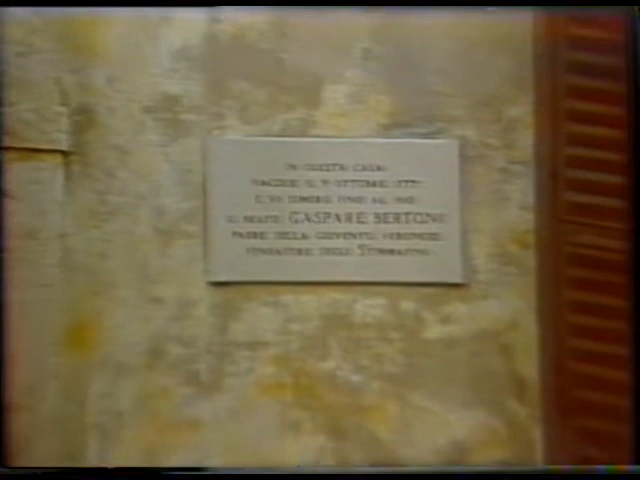 IN QUESTA CASA
NACQUE IL 9 OTTOBRE 1777
E VI DIMORÒ FINO AL
IL BEATO GASPARE BERTONI
PADRE DELLA GIOVENTÙ VERONESE
FONDATORE DEGLI STIMMATINI